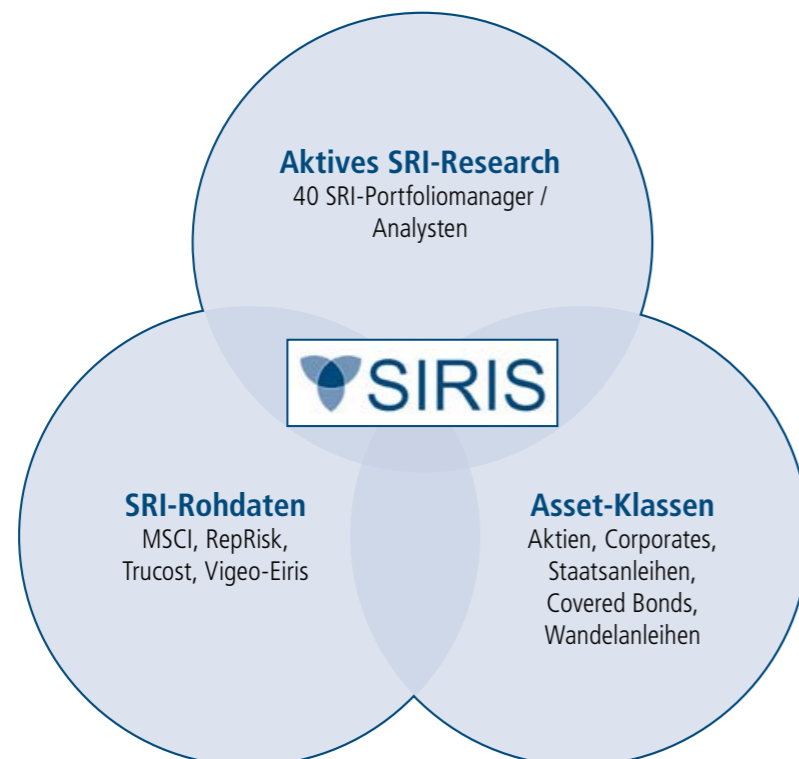 Aktives SRI-Research
40 SRI-Portfoliomanager /
Analysten
SIRIS
SRI-Rohdaten
MSCI, RepRisk,
Trucost, Vigeo-Eiris
Asset-Klassen
Aktien, Corporates,
Staatsanleihen,
Covered Bonds,
Wandelanleihen